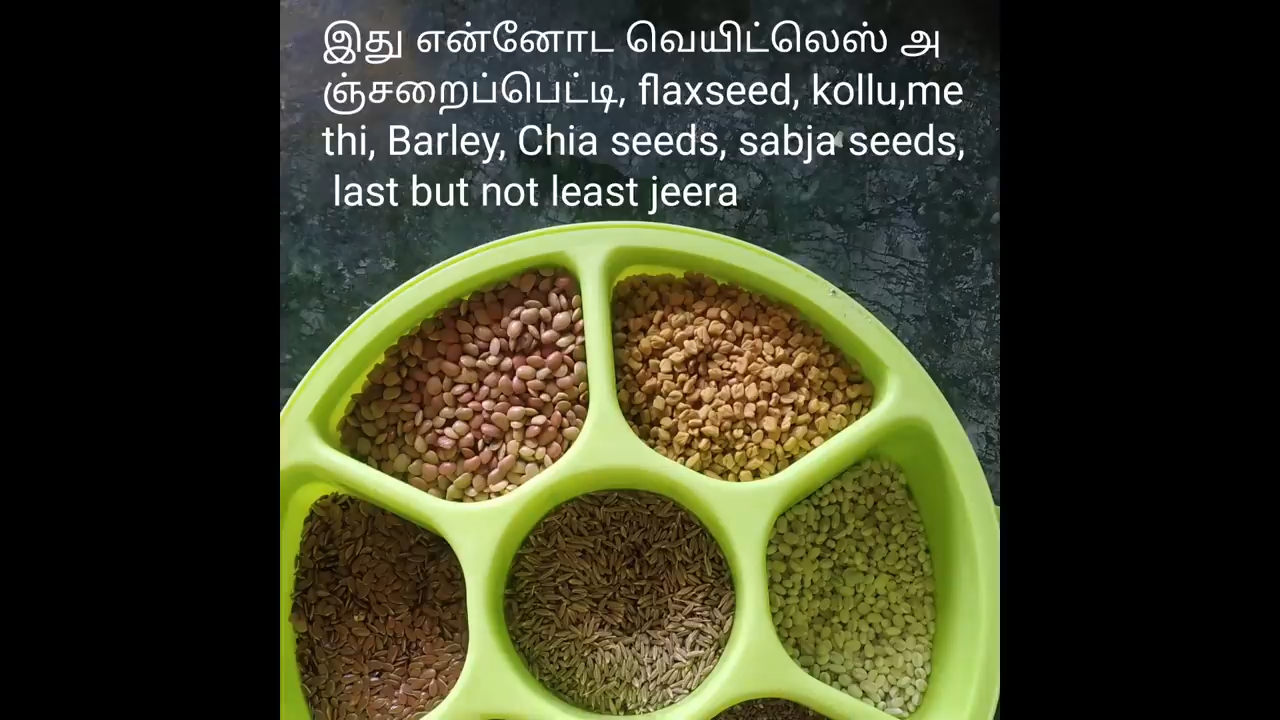 இது என்னோட வெயிட்லெஸ் அ
ஞ்சறைப்பெட்டி, flaxseed, kollu,me
thi, Barley, Chia seeds, sabja seeds,
last but not least jeera